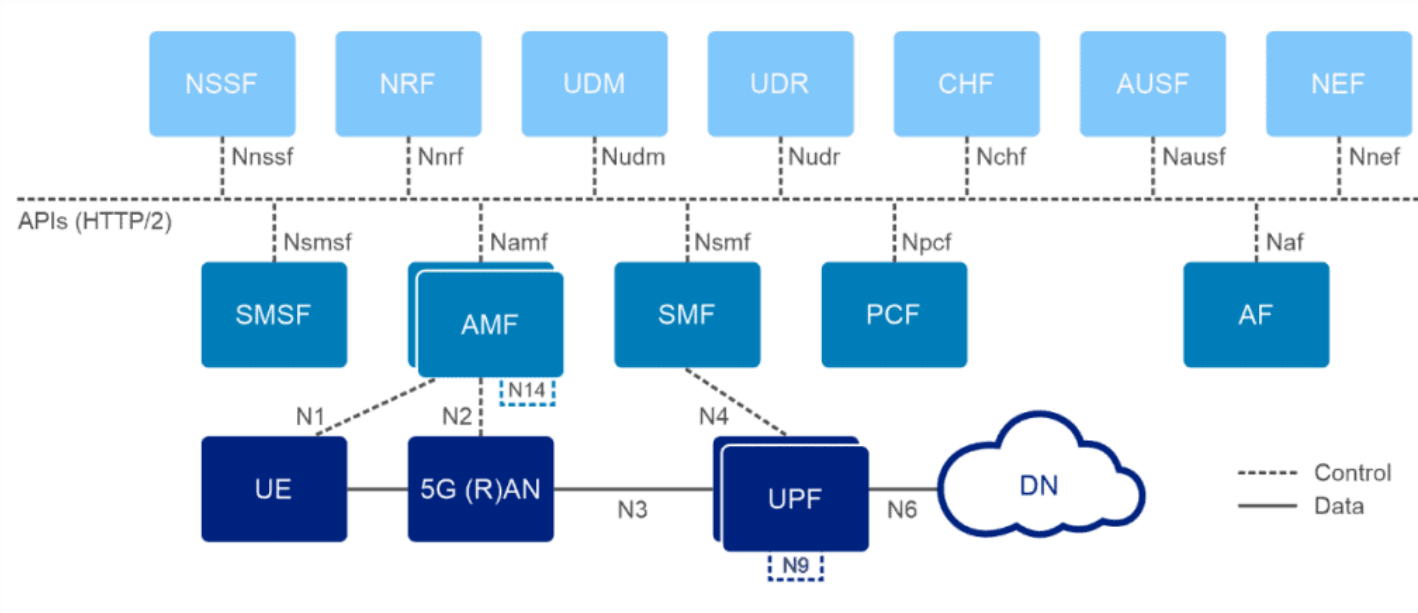 NSSF
NRF
UDM
UDR
CHF
AUSF
NEF
Nnssf
Nnrf
Nudm
Nudr
Nchf
Nausf
Nnef
APIs (HTTP/2)
Nsmsf
Namf
Nsmf
Npcf
Naf
SMSF
AMF
SMF
PCF
AF
N14
N1
N2
N4
UE
5G (R)AN
UPF
DN
N3
N6
N9
Control
Data